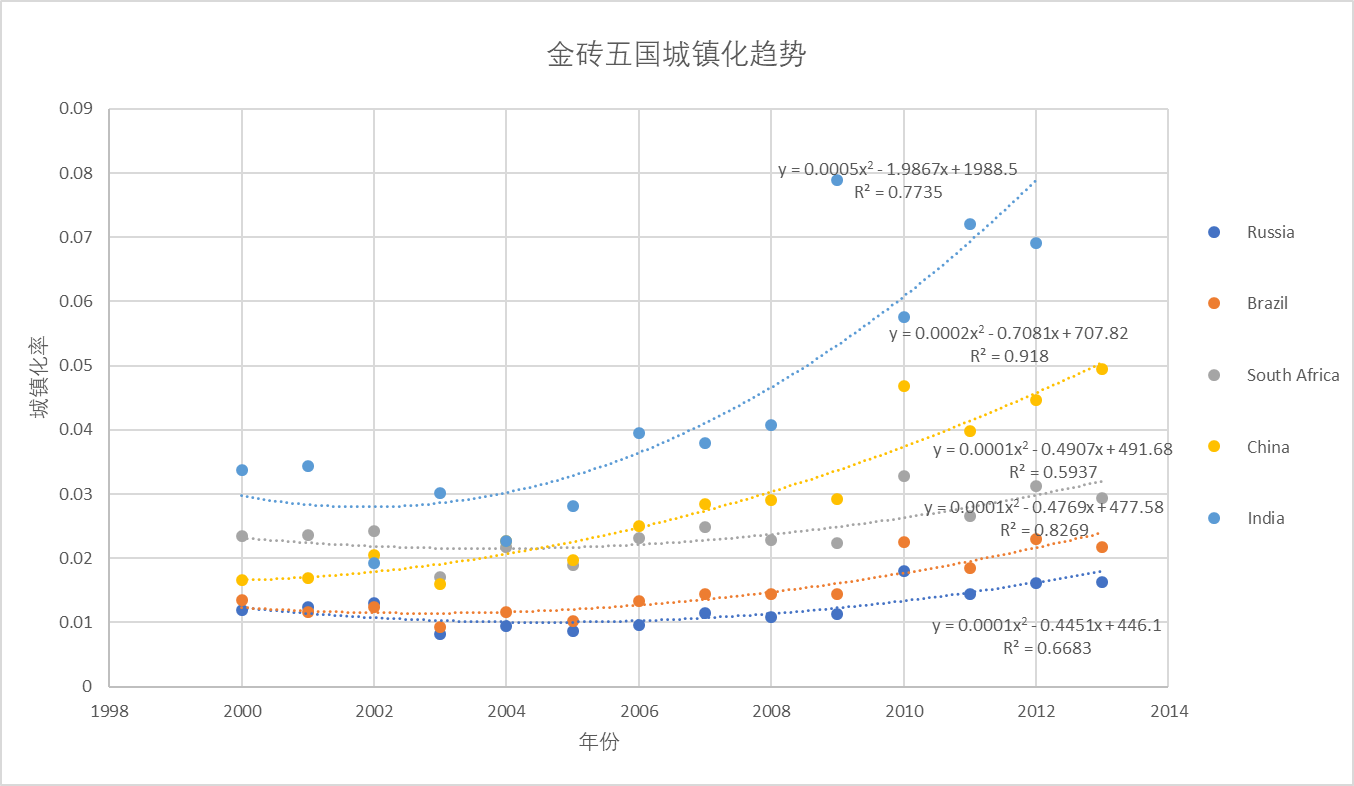 金砖五国城镇化趋势
0.09
0.08
0.07
0.06
0.05
0.04
0.03
0.02
0.01
0
城镇化率
y = 0.0005x² - 1.9867x + 1988.5
R² = 0.7735
y = 0.0002x² - 0.7081x + 707.82
R² = 0.918
y = 0.0001x² - 0.4907x + 491.68
R² = 0.5937
y = 0.0001x² - 0.4769x + 477.58
R² = 0.8269
y = 0.0001x² - 0.4451x + 446.1
R² = 0.6683
1998 2000 2002 2004 2006 2008 2010 2012 2014
年份
Russia
Brazil
South Africa
China
India